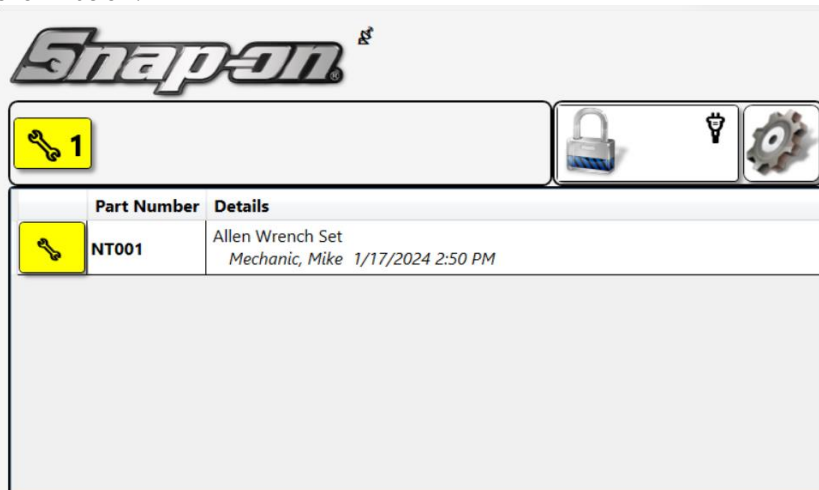 Snap-on®
1
Part Number Details
NT001
Allen Wrench Set
Mechanic, Mike 1/17/2024 2:50 PM